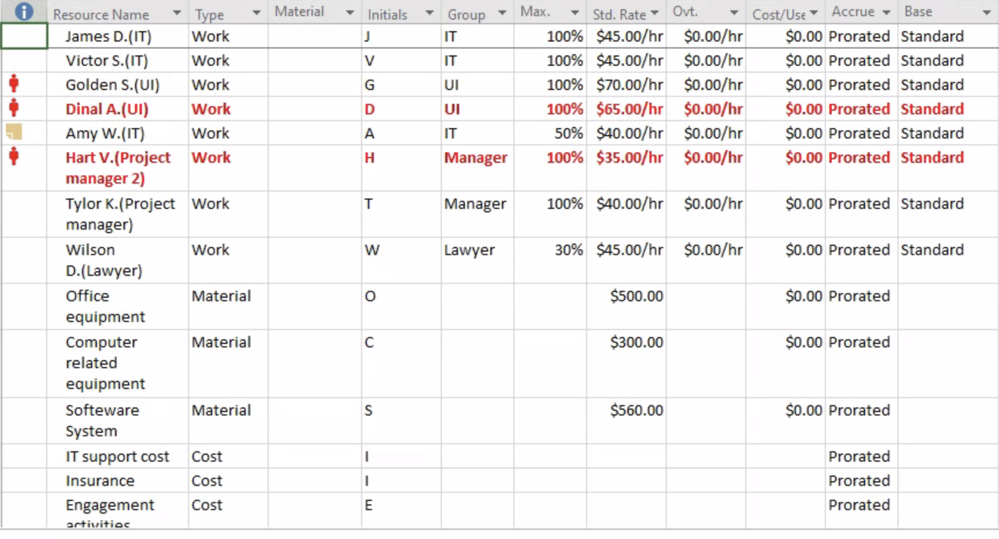 Resource Name Type Material Initials Group Max. Std. Rate Ovt. Cost/Use Accrue Base
James D.(IT) Work J IT 100% $45.00/hr $0.00/hr $0.00 Prorated Standard
Victor S.(IT) Work V IT 100% $45.00/hr $0.00/hr $0.00 Prorated Standard
Golden S.(UI) Work G UI 100% $70.00/hr $0.00/hr $0.00 Prorated Standard
Dinal A.(UI) Work D UI 100% $65.00/hr $0.00/hr $0.00 Prorated Standard
Amy W.(IT) Work A IT 50% $40.00/hr $0.00/hr $0.00 Prorated Standard
Hart V.(Project Work H Manager 100% $35.00/hr $0.00/hr $0.00 Prorated Standard
manager 2)
Tylor K.(Project Work T Manager 100% $40.00/hr $0.00/hr $0.00 Prorated Standard
manager)
Wilson Work W Lawyer 30% $45.00/hr $0.00/hr $0.00 Prorated Standard
D.(Lawyer)
Office Material O $500.00 $0.00 Prorated
equipment
Computer Material C $300.00 $0.00 Prorated
related
equipment
Softeware Material S $560.00 $0.00 Prorated
System
IT support cost Cost I Prorated
Insurance Cost I Prorated
Engagement Cost E Prorated
activities